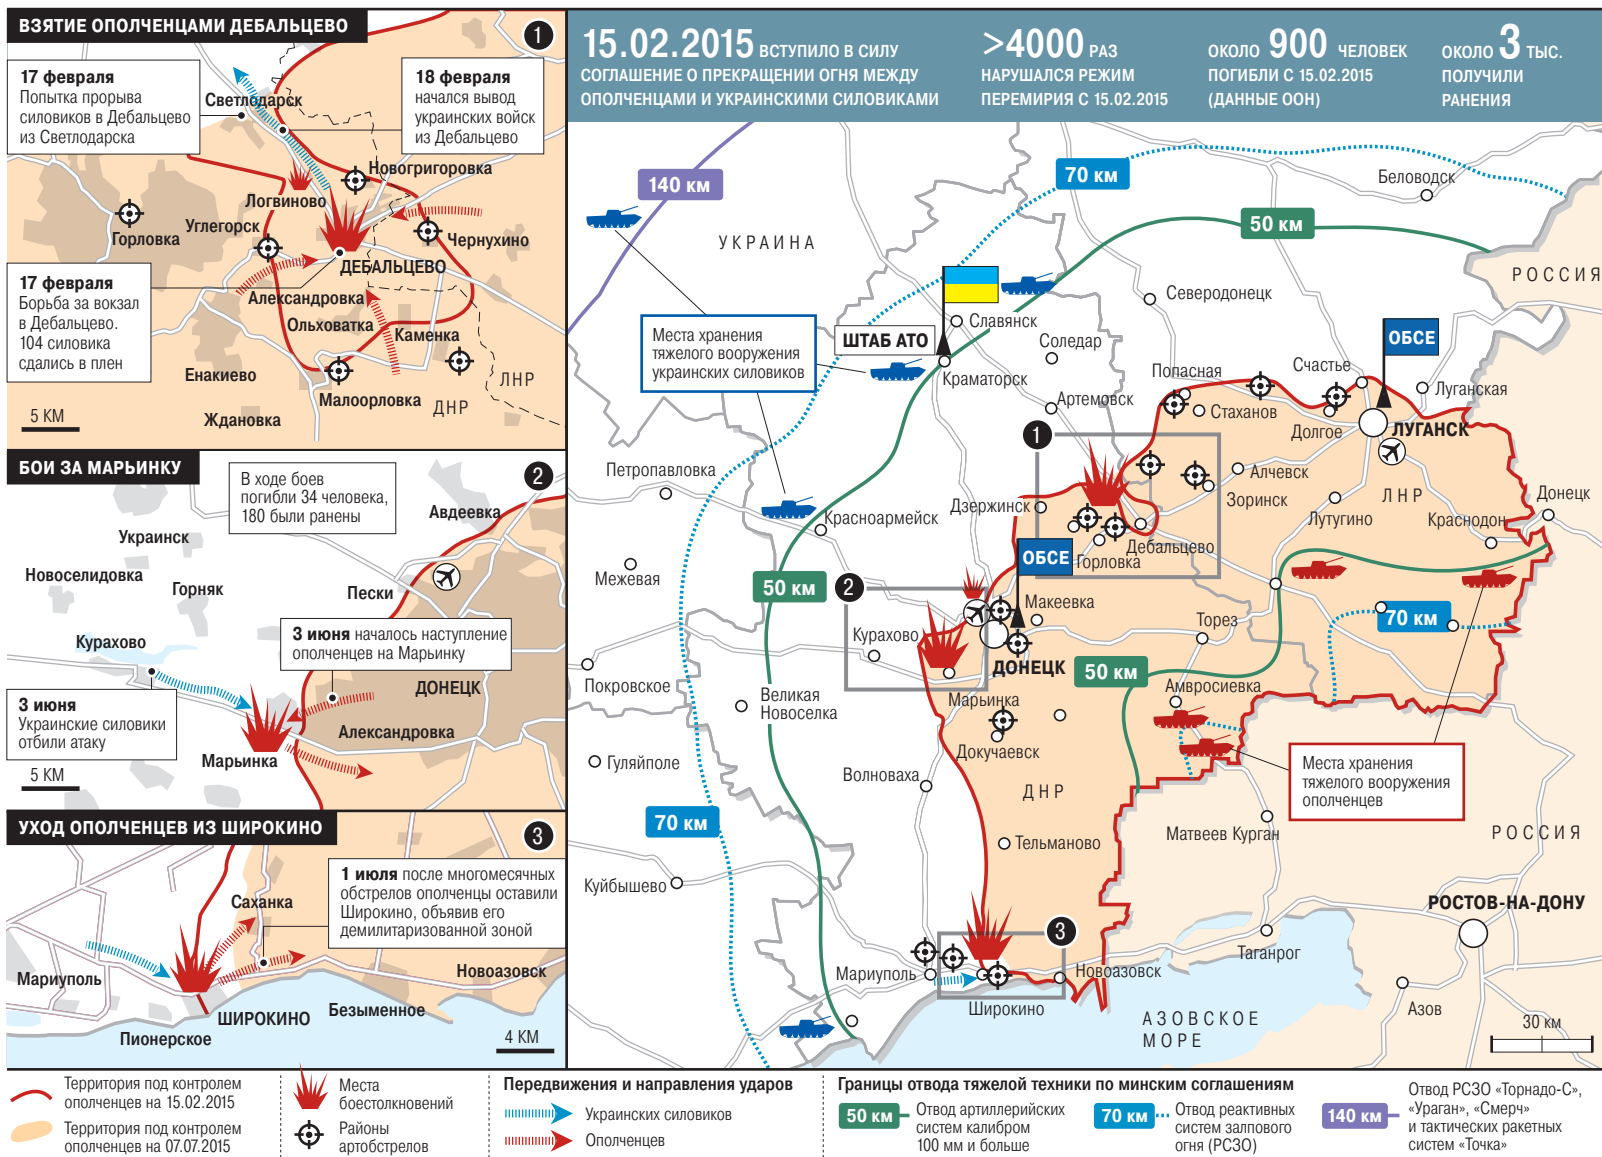 ВЗЯТИЕ ОПОЛЧЕНЦАМИ ДЕБАЛЬЦЕВО
1
17 февраля
Попытка прорыва
силовиков в Дебальцево
из Светлодарска
Светлодарск
18 февраля
начался вывод
украинских войск
из Дебальцево
Новогригоровка
Логвиново
Углегорск
Горловка
Чернухино
ДЕБАЛЬЦЕВО
17 февраля
Борьба за вокзал
в Дебальцево.
104 силовика
сдались в плен
Александровка
Ольховатка
Каменка
Енакиево
Малоорловка
ЛНР
ДНР
Ждановка
5 КМ
БОИ ЗА МАРЬИНКУ
2
В ходе боев
погибли 34 человека,
180 были ранены
Авдеевка
Украинск
Новоселидовка
Горняк
Пески
Курахово
3 июня началось наступление
ополченцев на Марьинку
ДОНЕЦК
3 июня
Украинские силовики
отбили атаку
Александровка
Марьинка
5 КМ
УХОД ОПОЛЧЕНЦЕВ ИЗ ШИРОКИНО
3
1 июля после многомесячных
обстрелов ополченцы оставили
Широкино, объявив его
демилитаризованной зоной
Саханка
Мариуполь
Новоазовск
Безыменное
ШИРОКИНО
Пионерское
4 КМ
15.02.2015 ВСТУПИЛО В СИЛУ
СОГЛАШЕНИЕ О ПРЕКРАЩЕНИИ ОГНЯ МЕЖДУ
ОПОЛЧЕНЦАМИ И УКРАИНСКИМИ СИЛОВИКАМИ
>4000 РАЗ
НАРУШАЛСЯ РЕЖИМ
ПЕРЕМИРИЯ С 15.02.2015
ОКОЛО 900 ЧЕЛОВЕК
ПОГИБЛИ С 15.02.2015
(ДАННЫЕ ООН)
ОКОЛО 3 ТЫС.
ПОЛУЧИЛИ
РАНЕНИЯ
140 км
70 км
Беловодск
50 км
УКРАИНА
РОССИЯ
Северодонецк
Славянск
Места хранения
тяжелого вооружения
украинских силовиков
ШТАБ АТО
Соледар
ОБСЕ
Краматорск
Попасная
Счастье
Артемовск
Стаханов
Луганская
1
Долгое
ЛУГАНСК
Петропавловка
Алчевск
Дзержинск
Зоринск
ЛНР
Донецк
Красноармейск
Лутугино
Краснодон
Дебальцево
ОБСЕ
Горловка
Межевая
50 км
2
Макеевка
Курахово
Торез
70 км
ДОНЕЦК
50 км
Покровское
Великая
Новоселка
Марьинка
Амвросиевка
Докучаевск
Гуляйполе
Волноваха
ДНР
Места хранения
тяжелого вооружения
ополченцев
70 км
Матвеев Курган
РОССИЯ
Тельманово
Куйбышево
РОСТОВ-НА-ДОНУ
3
Таганрог
Мариуполь
Новоазовск
Широкино
Азов
АЗОВСКОЕ
МОРЕ
30 км
Территория под контролем
ополченцев на 15.02.2015
Территория под контролем
ополченцев на 07.07.2015
Места
боестолкновений
Районы
артобстрелов
Передвижения и направления ударов
Украинских силовиков
Ополченцев
Границы отвода тяжелой техники по минским соглашениям
50 км
Отвод артиллерийских
систем калибром
100 мм и больше
70 км
Отвод реактивных
систем залпового
огня (РСЗО)
140 км
Отвод РСЗО «Торнадо-С»,
«Ураган», «Смерч»
и тактических ракетных
систем «Точка»